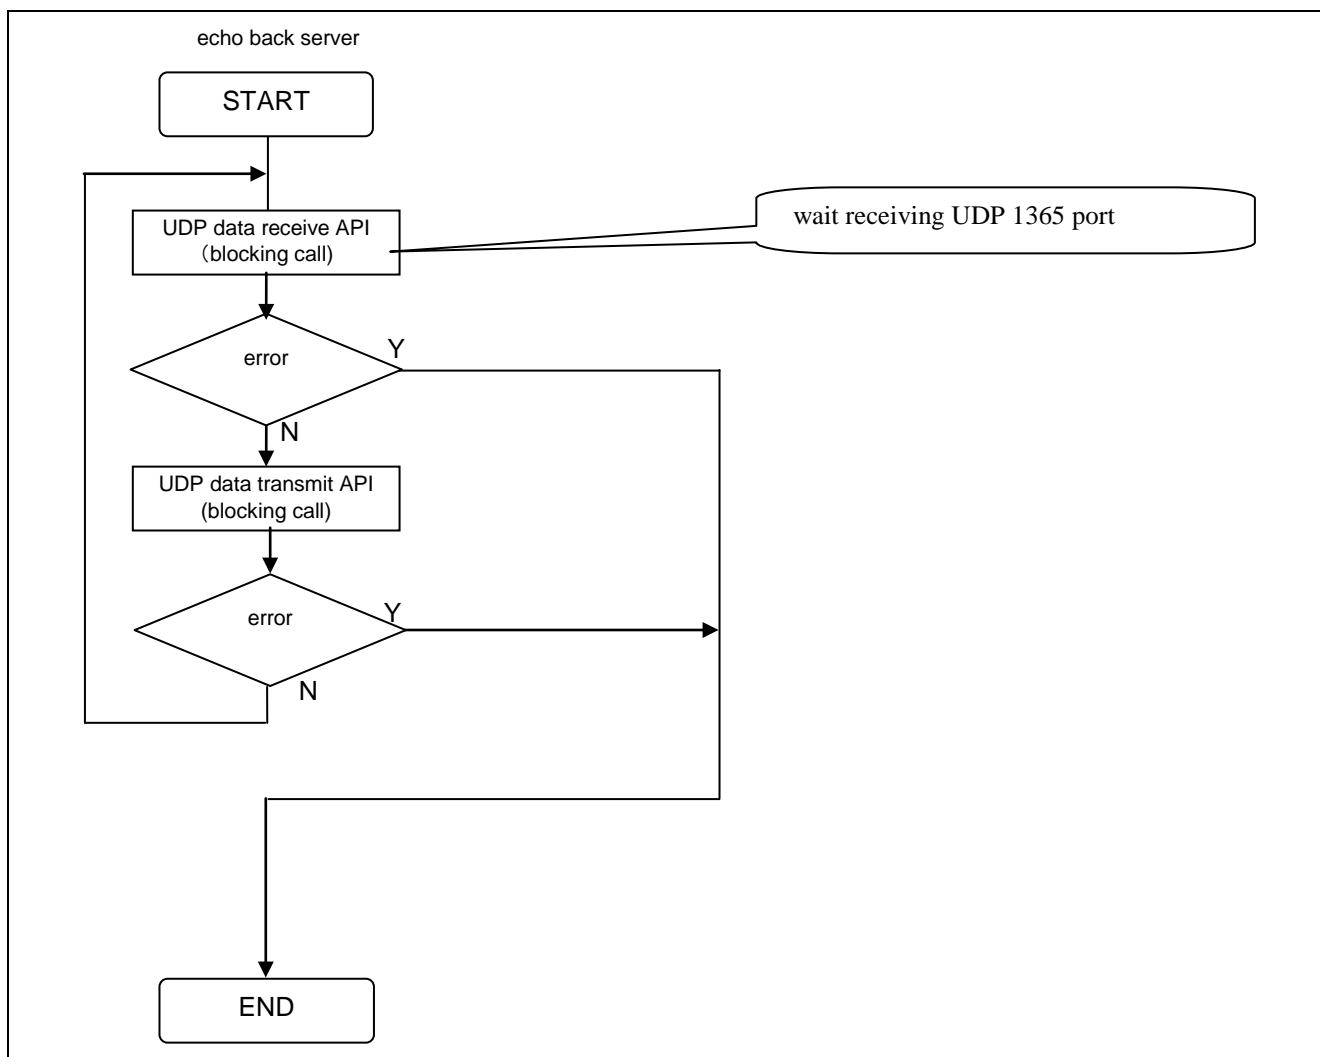 echo back server
START
UDP data receive API
（blocking call)
wait receiving UDP 1365 port
error
Y
N
UDP data transmit API
(blocking call)
error
Y
N
END